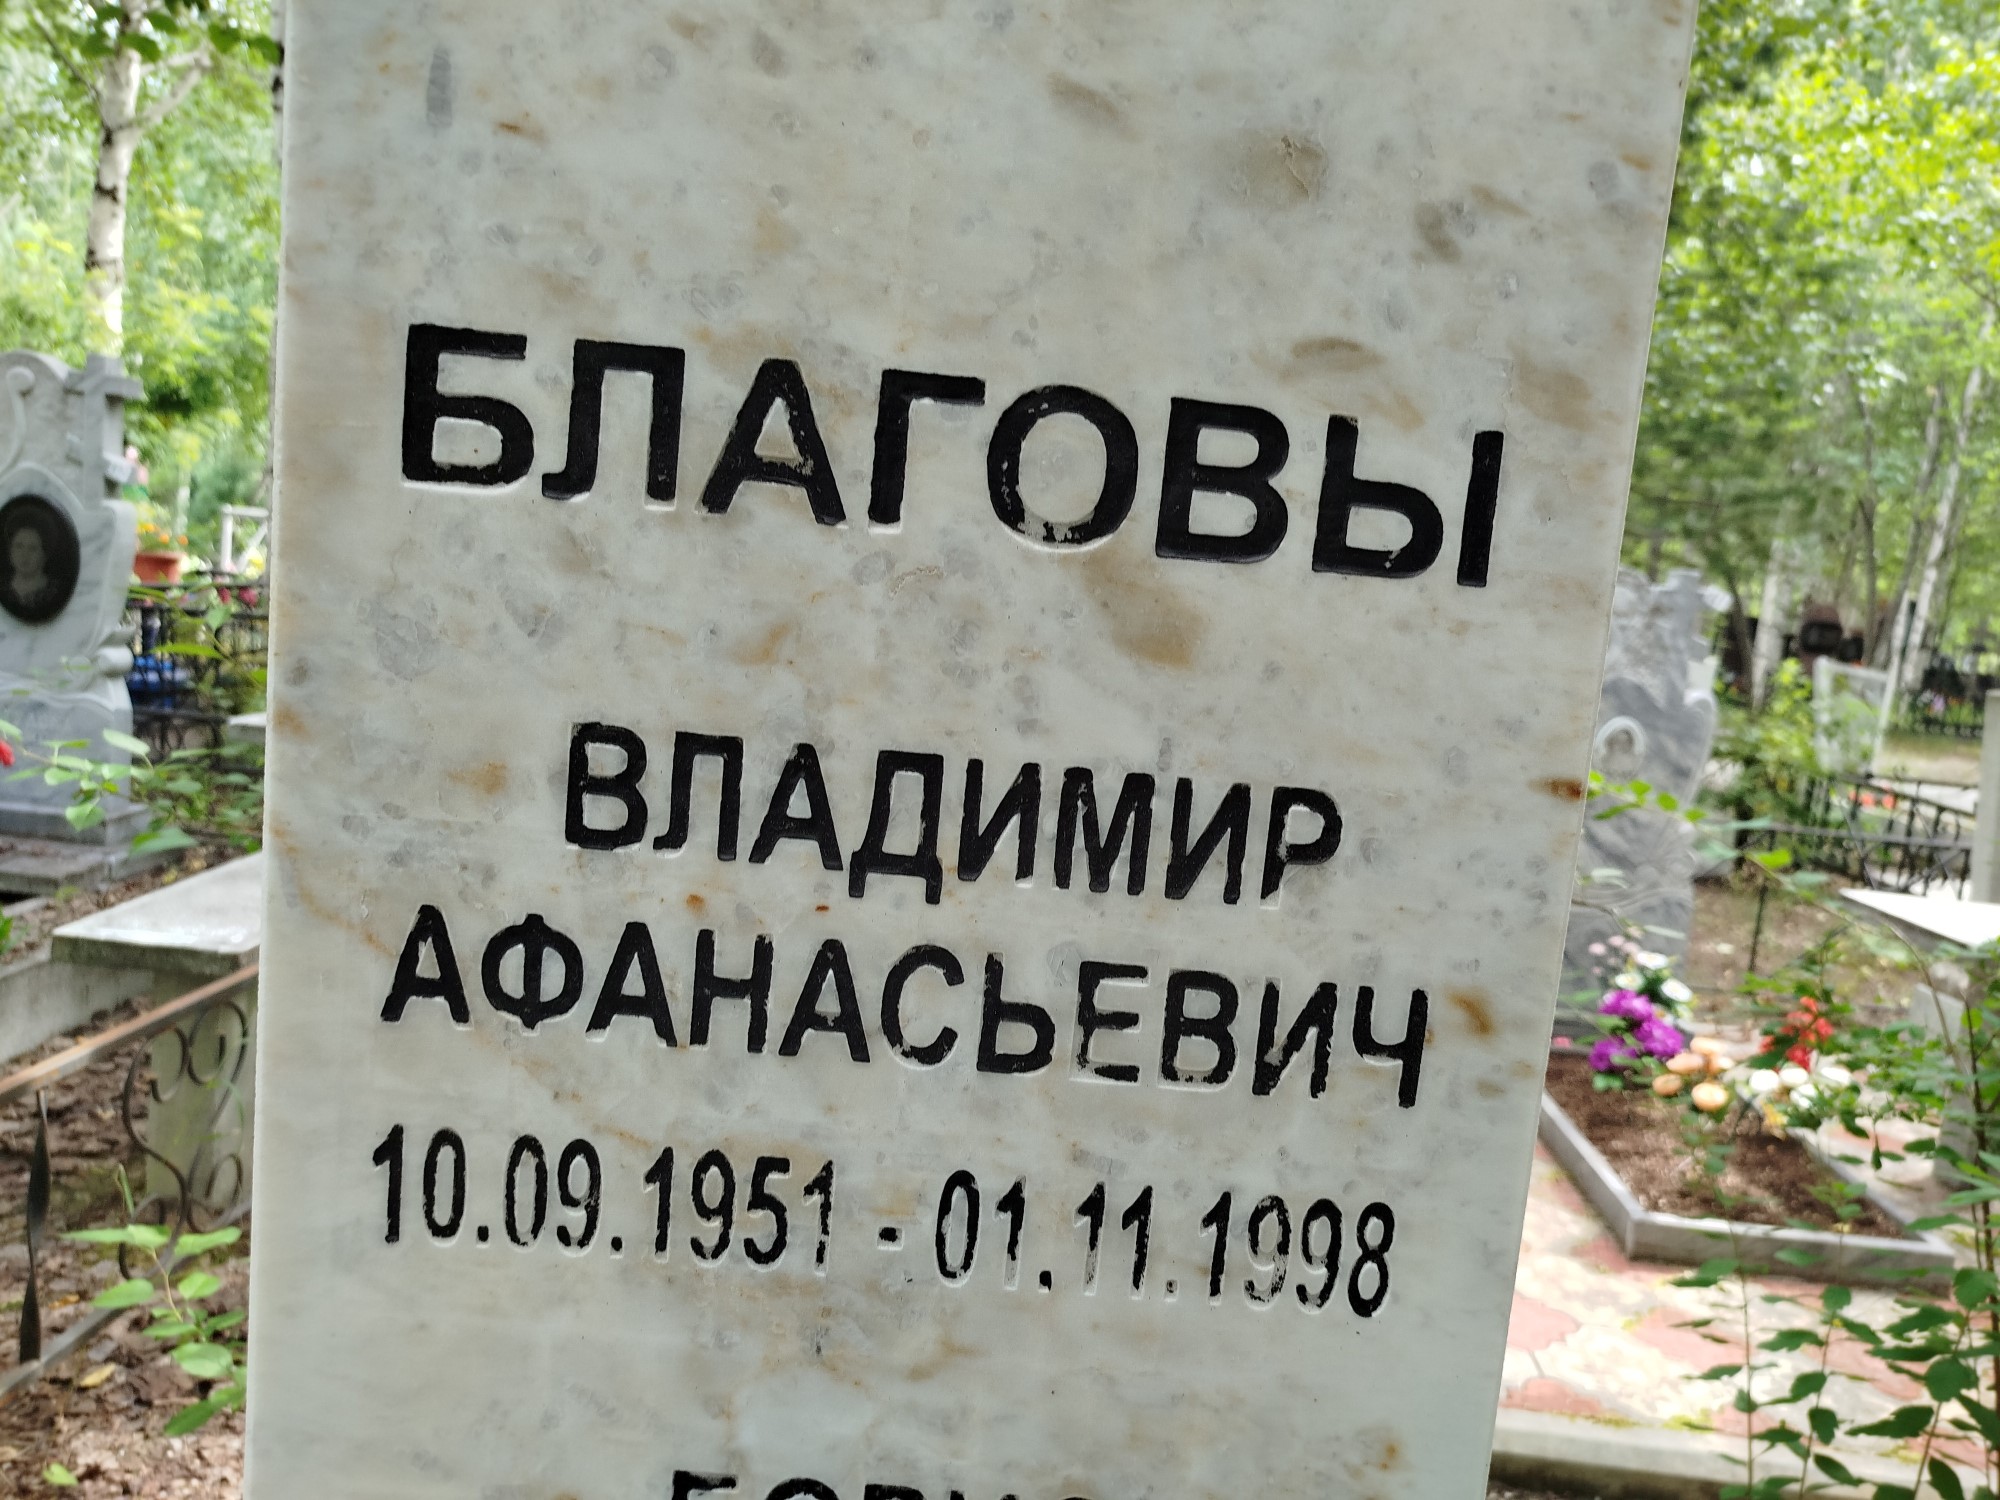 БЛАГОВЫ
ВЛАДИМИР
АФАНАСЬЕВИЧ
10.09.1951 - 01.11.1998